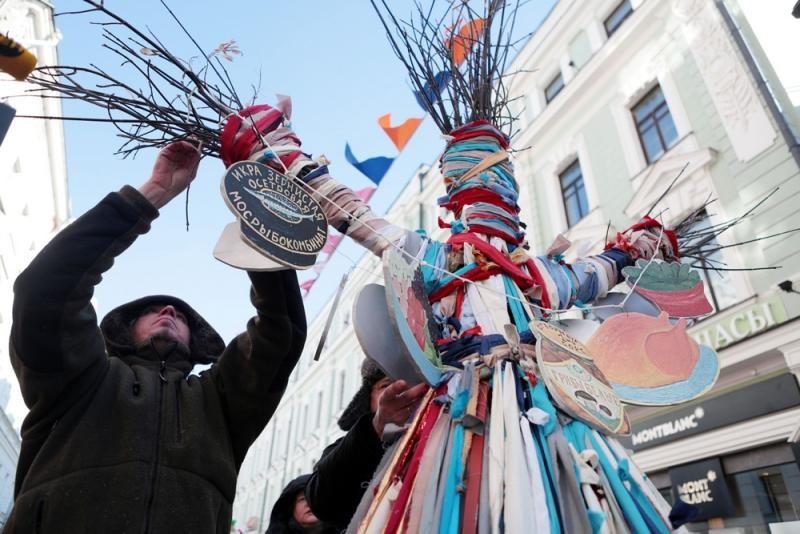 ИКРА ЗЕРНИСТАЯ
ОСЕТРОВАЯ
МОСРЫБОКОМБИНАТ
ЧАСЫ
MONTBLANC
MONT
BLANC